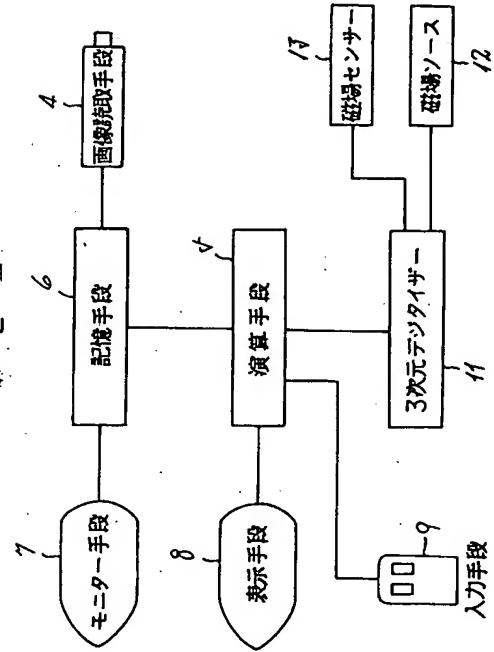 4
画像読取手段
6
記憶手段
7
モニター手段
5
演算手段
8
表示手段
13
磁場センサー
12
磁場ソース
3次元デジタイザー
11
9
入力手段